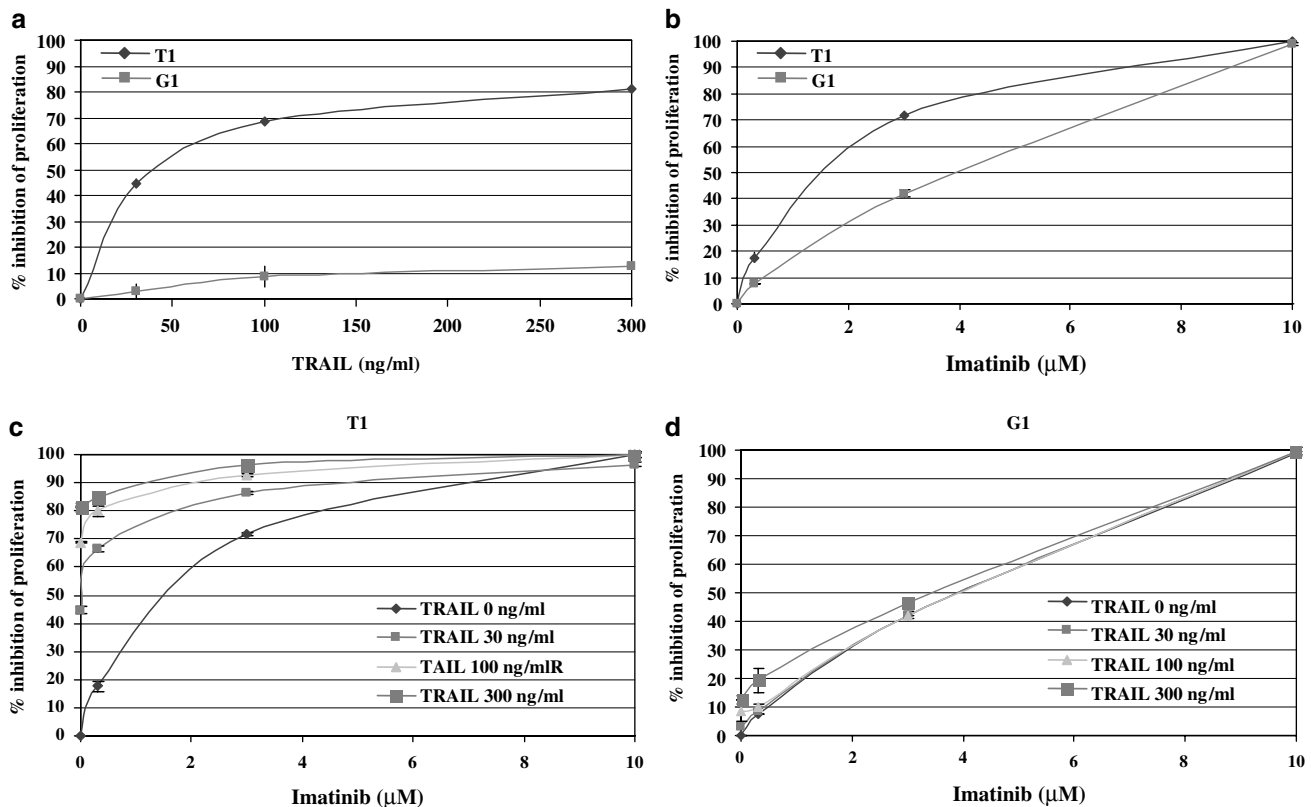 a
100
90
80
70
60
50
40
30
20
10
0
% inhibition of proliferation
T1
G1
0 50 100 150 200 250 300
TRAIL (ng/ml)
b
100
90
80
70
60
50
40
30
20
10
0
% inhibition of proliferation
T1
G1
0 2 4 6 8 10
Imatinib (μM)
c
T1
100
90
80
70
60
50
40
30
20
10
0
% inhibition of proliferation
TRAIL 0 ng/ml
TRAIL 30 ng/ml
TAIL 100 ng/mlR
TRAIL 300 ng/ml
0 2 4 6 8 10
Imatinib (μM)
d
G1
100
90
80
70
60
50
40
30
20
10
0
% inhibition of proliferation
TRAIL 0 ng/ml
TRAIL 30 ng/ml
TRAIL 100 ng/ml
TRAIL 300 ng/ml
0 2 4 6 8 10
Imatinib (μM)